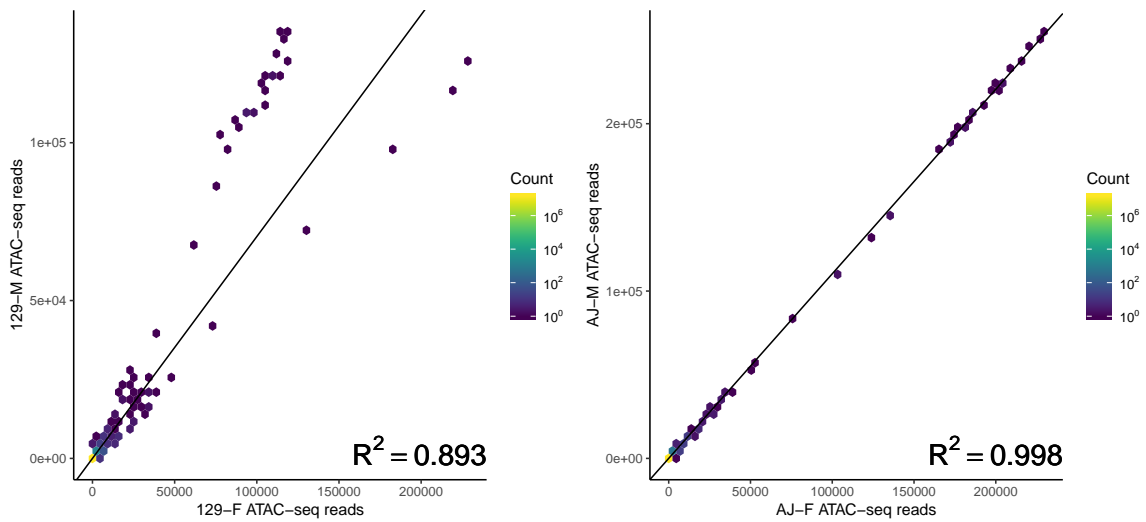 1e+05
5e+04
0e+00
129−M ATAC−seq reads
0
50000
100000
150000
200000
129−F ATAC−seq reads
R² = 0.893
Count
10⁶
10⁴
10²
10⁰
2e+05
1e+05
0e+00
AJ−M ATAC−seq reads
0
50000
100000
150000
200000
AJ−F ATAC−seq reads
R² = 0.998
Count
10⁶
10⁴
10²
10⁰